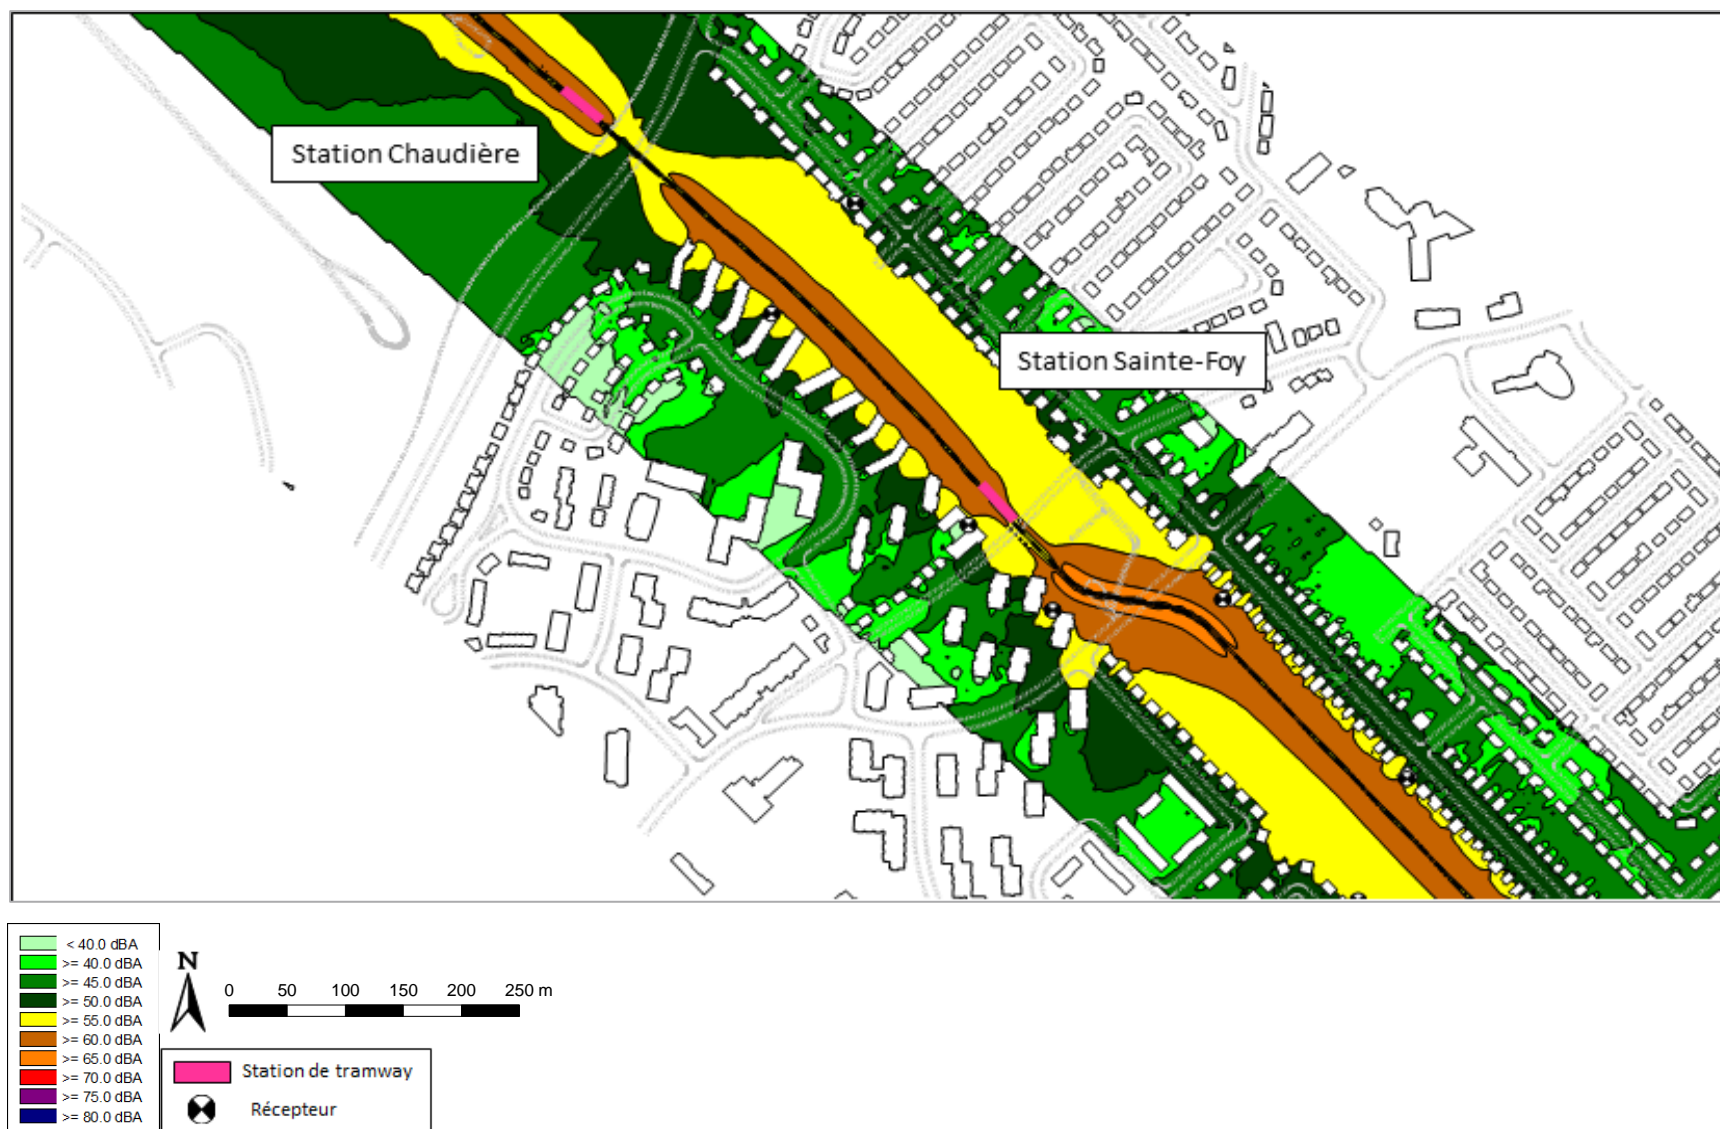 Station Chaudière
Station Sainte-Foy
< 40.0 dBA
>= 40.0 dBA
>= 45.0 dBA
>= 50.0 dBA
>= 55.0 dBA
>= 60.0 dBA
>= 65.0 dBA
>= 70.0 dBA
>= 75.0 dBA
>= 80.0 dBA
N
0 50 100 150 200 250 m
Station de tramway
Récepteur